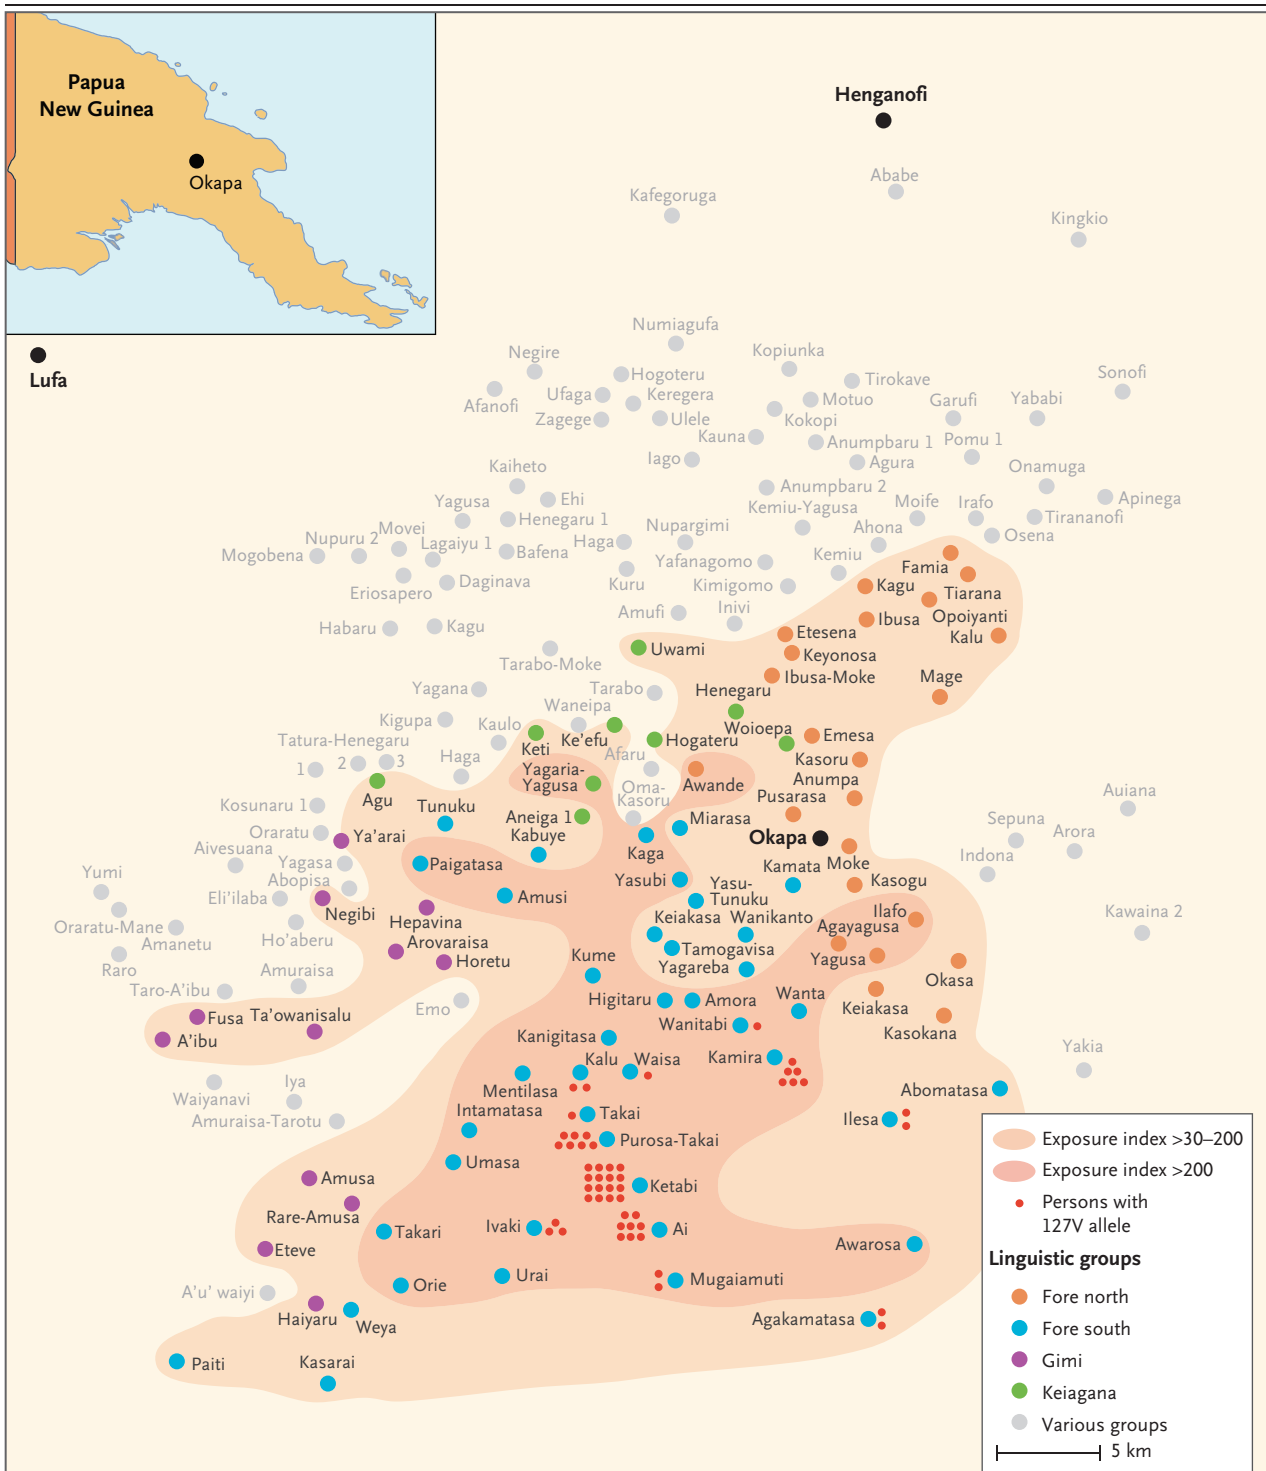 Papua
New Guinea
Okapa
Henganofi
Ababe
Kafegoruga
Kingkio
Lufa
Numiagufa
Negire
Kopiunka
Hogoteru
Tirokave
Sonofi
Afanofi
Ufaga
Keregera
Motuo
Garufi
Yababi
Zagege
Ulele
Kokopi
Kauna
Anumpbaru 1
Pomu 1
Iago
Agura
Kaiheto
Onamuga
Ehi
Anumpbaru 2
Apinega
Yagusa
Kemiu-Yagusa
Moife
Irafo
Henegaru 1
Tirananofi
Movei
Nupargimi
Ahona
Nupuru 2
Lagaiyu 1
Haga
Osena
Mogobena
Bafena
Yafanagomo
Kemiu
Famia
Eriosapero
Daginava
Kuru
Kimigomo
Kagu
Tiarana
Amufi
Inivi
Opoiyanti
Habaru
Kagu
Ibusa
Etesena
Kalu
Uwami
Keyonosa
Tarabo-Moke
Ibusa-Moke
Mage
Yagana
Tarabo
Henegaru
Waneipa
Kigupa
Kaulo
Woioepa
Emesa
Tatura-Henegaru
Keti
Ke'efu
Hogateru
1
2
3
Haga
Afaru
Kasoru
Yagaria-
Yagusa
Awande
Anumpa
Agu
Oma-
Kasoru
Pusarasa
Auiana
Kosunaru 1
Tunuku
Aneiga 1
Miarasa
Sepuna
Oraratu
Ya'arai
Kabuye
Okapa
Arora
Aivesuana
Yagasa
Paigatasa
Kaga
Kamata
Moke
Indona
Yumi
Abopisa
Yasubi
Yasu-
Tunuku
Kasogu
Eli'ilaba
Amusi
Negibi
Hepavina
Keiakasa
Wanikanto
Ilafo
Kawaina 2
Oraratu-Mane
Agayagusa
Amanetu
Ho'aberu
Arovaraisa
Tamogavisa
Raro
Amuraisa
Horetu
Kume
Yagareba
Yagusa
Okasa
Taro-A'ibu
Emo
Higitaru
Amora
Wanta
Keiakasa
Fusa
Ta'owanisalu
Wanitabi
Kasokana
A'ibu
Kanigitasa
Kalu
Waisa
Kamira
Yakia
Iya
Mentilasa
Abomatasa
Waiyanavi
Intamatasa
Takai
Ilesa
Amuraisa-Tarotu
Purosa-Takai
Umasa
Amusa
Ketabi
Rare-Amusa
Takari
Ivaki
Ai
Eteve
Awarosa
A'u' waiyi
Orie
Urai
Mugaiamuti
Haiyaru
Weya
Agakamatasa
Paiti
Kasarai
Exposure index >30–200
Exposure index >200
Persons with
127V allele
Linguistic groups
Fore north
Fore south
Gimi
Keiagana
Various groups
5 km